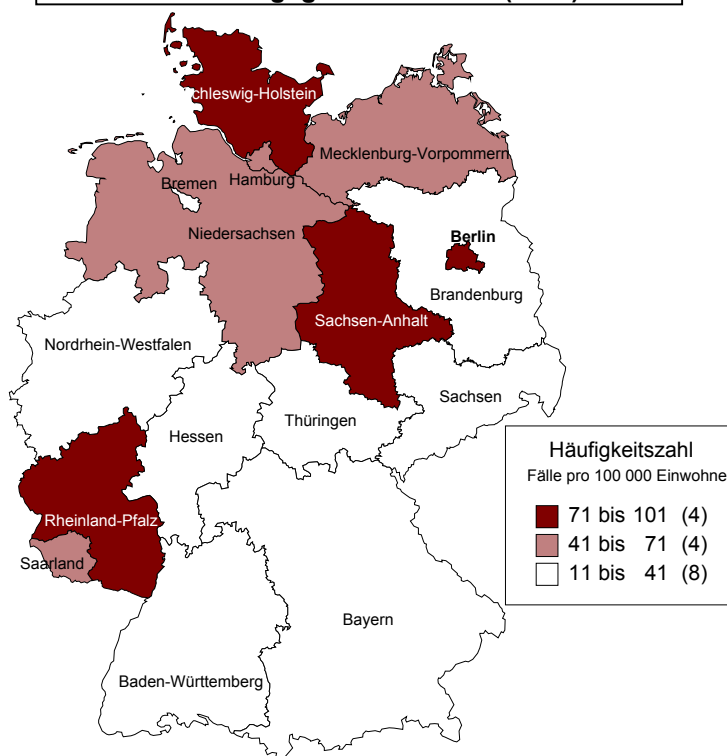 chleswig-Holstein
Mecklenburg-Vorpommern
Hamburg
Bremen
Niedersachsen
Berlin
Brandenburg
Sachsen-Anhalt
Nordrhein-Westfalen
Sachsen
Thüringen
Hessen
Rheinland-Pfalz
Saarland
Bayern
Baden-Württemberg
Häufigkeitszahl
Fälle pro 100 000 Einwohne
71 bis 101 (4)
41 bis 71 (4)
11 bis 41 (8)